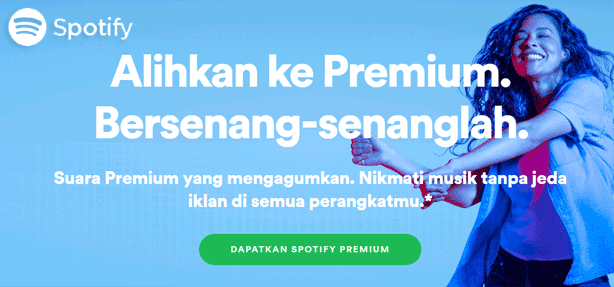 Spotify
Alihkan ke Premium.
Bersenang-senanglah.
Suara Premium yang mengagumkan. Nikmati musik tanpa jeda
iklan di semua perangkatmu.*
DAPATKAN SPOTIFY PREMIUM